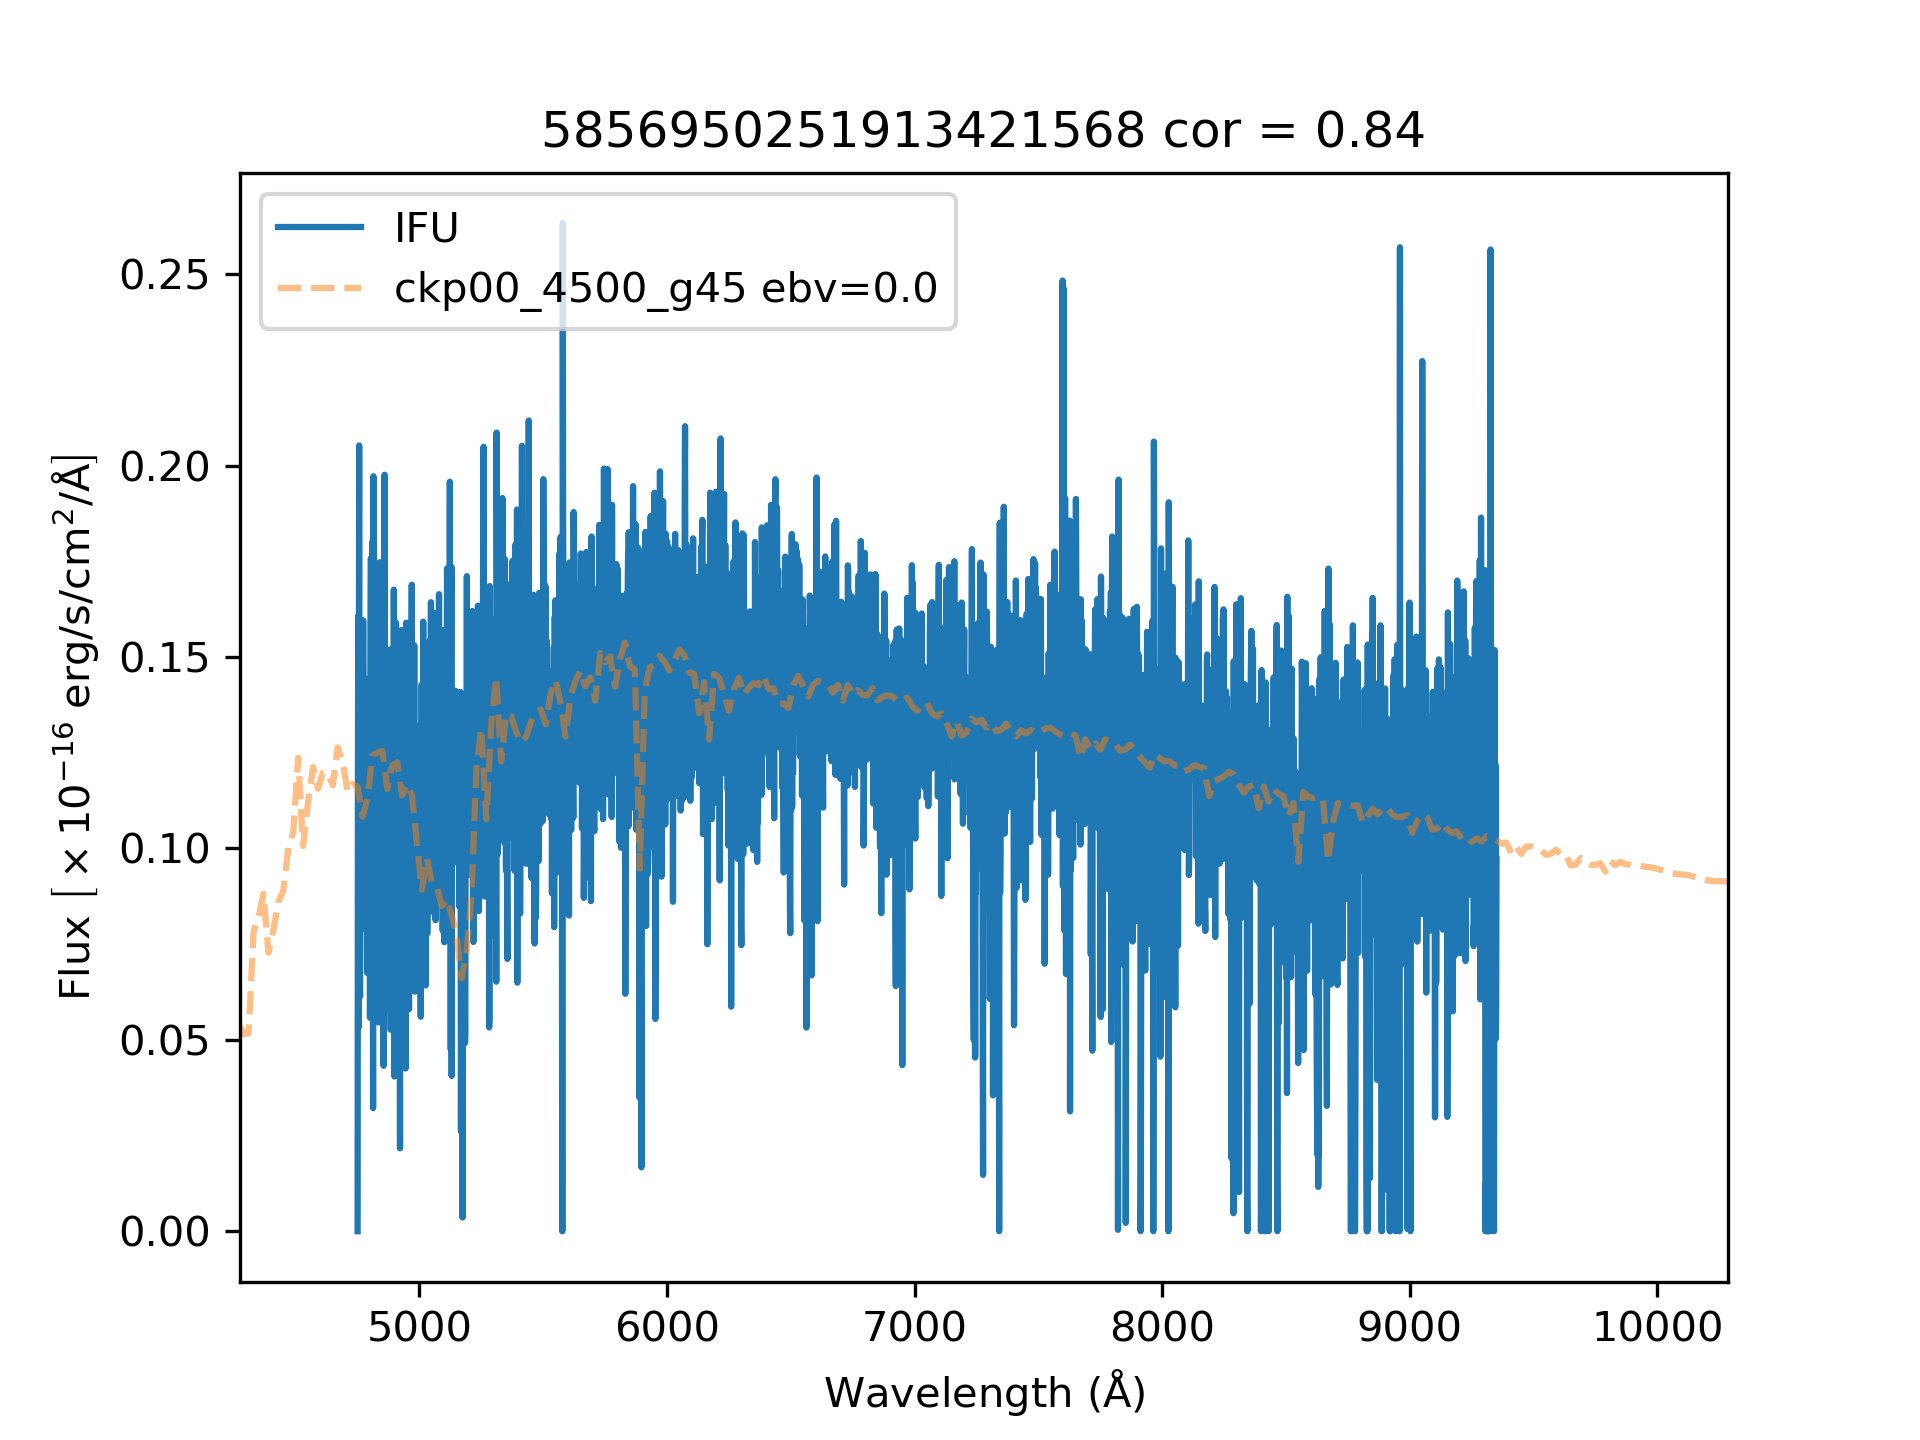 5856950251913421568 cor = 0.84
IFU
ckp00_4500_g45 ebv=0.0
0.25
0.20
0.15
0.10
0.05
0.00
Flux [× 10⁻¹⁶ erg/s/cm²/Å]
5000 6000 7000 8000 9000 10000
Wavelength (Å)